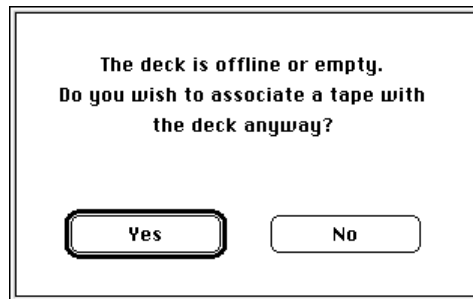 The deck is offline or empty.
Do you wish to associate a tape with
the deck anyway?
Yes
No